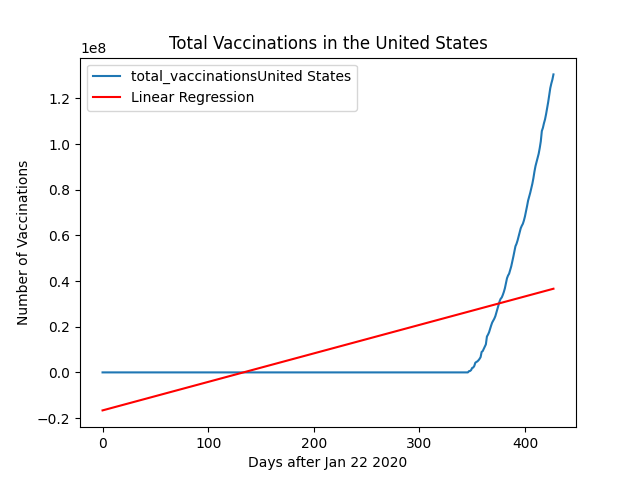 Total Vaccinations in the United States
1e8
total_vaccinationsUnited States
Linear Regression
1.2
1.0
0.8
0.6
0.4
0.2
0.0
−0.2
Number of Vaccinations
0 100 200 300 400
Days after Jan 22 2020